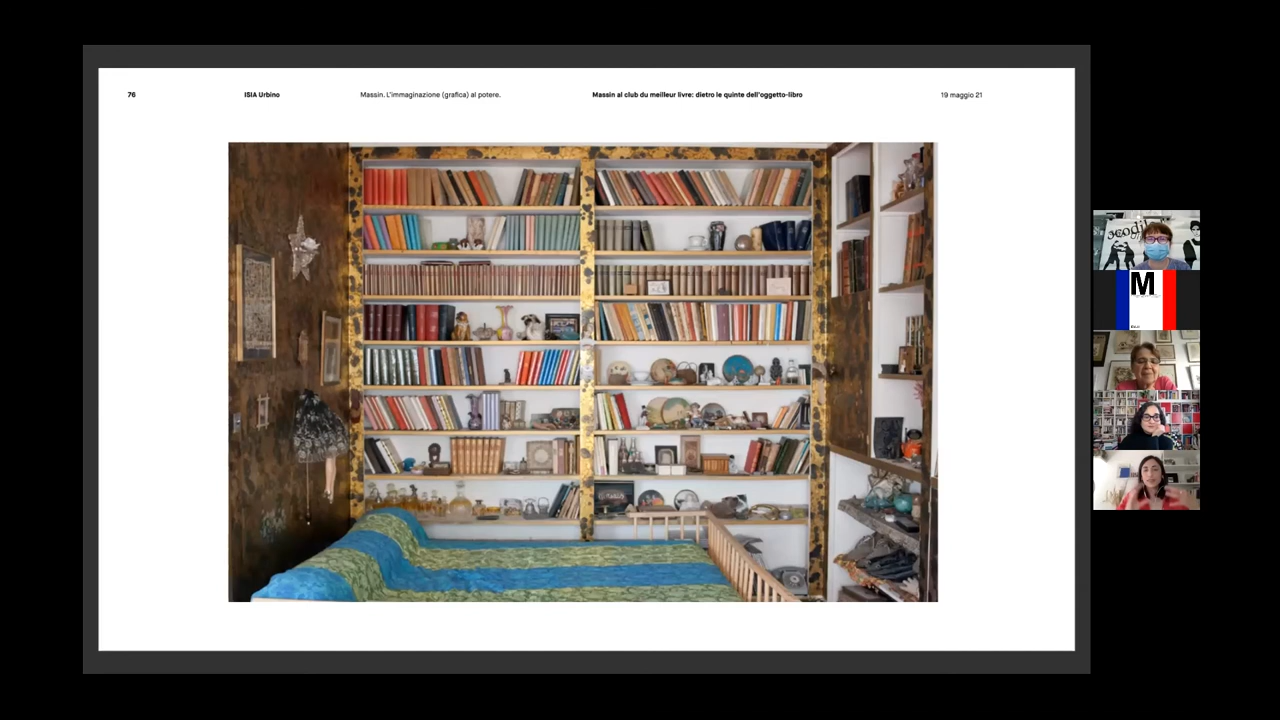 76
ISIA Urbino
Massin. L'immaginazione (grafica) al potere.
Massin al club du meilleur livre: dietro le quinte dell'oggetto-libro
19 maggio 21
M